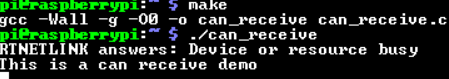 pi@raspberrypi:~ $ make
gcc -Wall -g -O0 -o can_receive can_receive.c
pi@raspberrypi:~ $ ./can_receive
RTNETLINK answers: Device or resource busy
This is a can receive demo